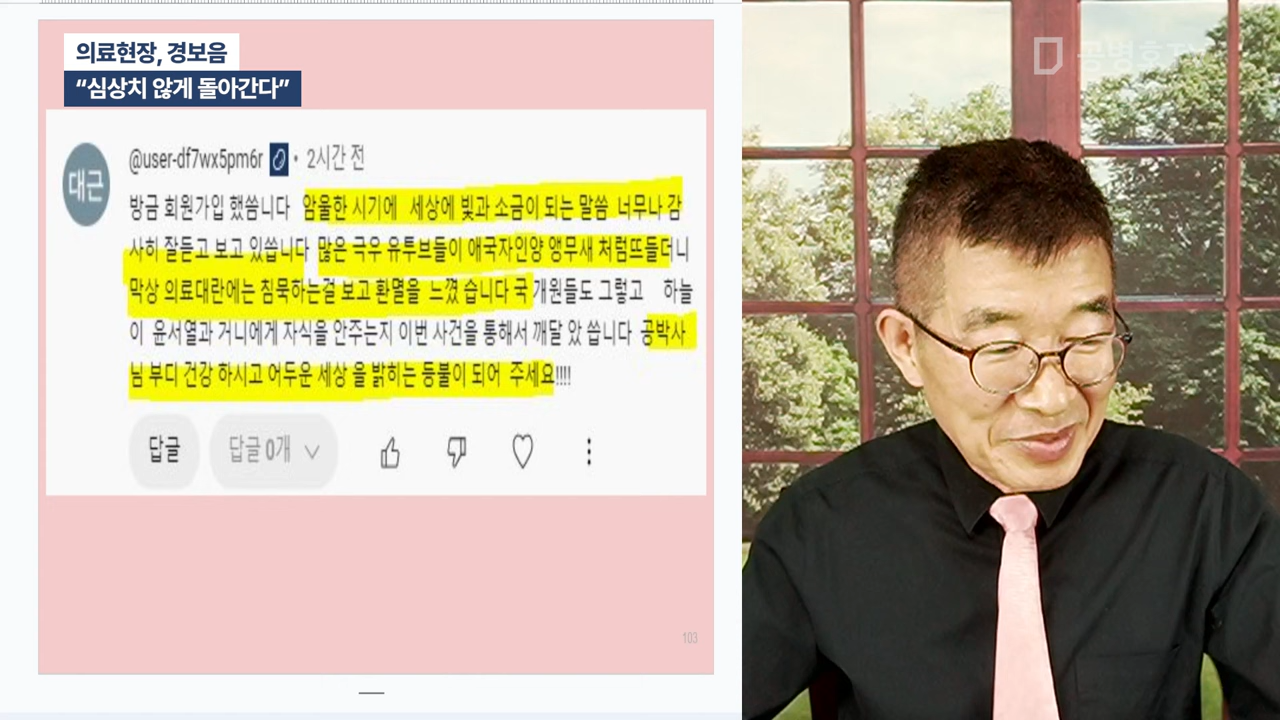 의료현장, 경보음
“심상치 않게 돌아간다”
대근
@user-df7wx5pm6r • 2시간 전
방금 회원가입 했씀니다 암울한 시기에 세상에 빛과 소금이 되는 말씀 너무나 감
사히 잘듣고 보고 있씁니다 많은 극우 유투브들이 애국자인양 앵무새 처럼뜨들더니
막상 의료대란에는 침묵하는걸 보고 환멸을 느꼈 습니다 국 개원들도 그렇고 하늘
이 윤서열과 거니에게 자식을 안주는지 이번 사건을 통해서 깨달 았 씁니다 공박사
님 부디 건강 하시고 어두운 세상 을 밝히는 등불이 되어 주세요!!!!
답글
답글 0개
103
공병호TV